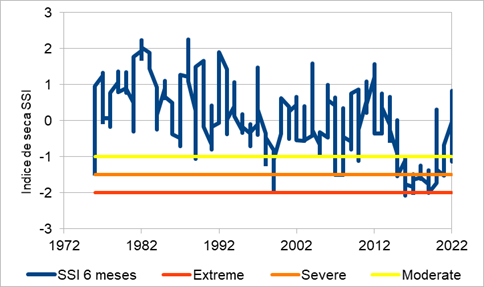 3
2
1
0
-1
-2
-3
Indice de seca SSI
1972 1982 1992 2002 2012 2022
SSI 6 meses Extreme Severe Moderate